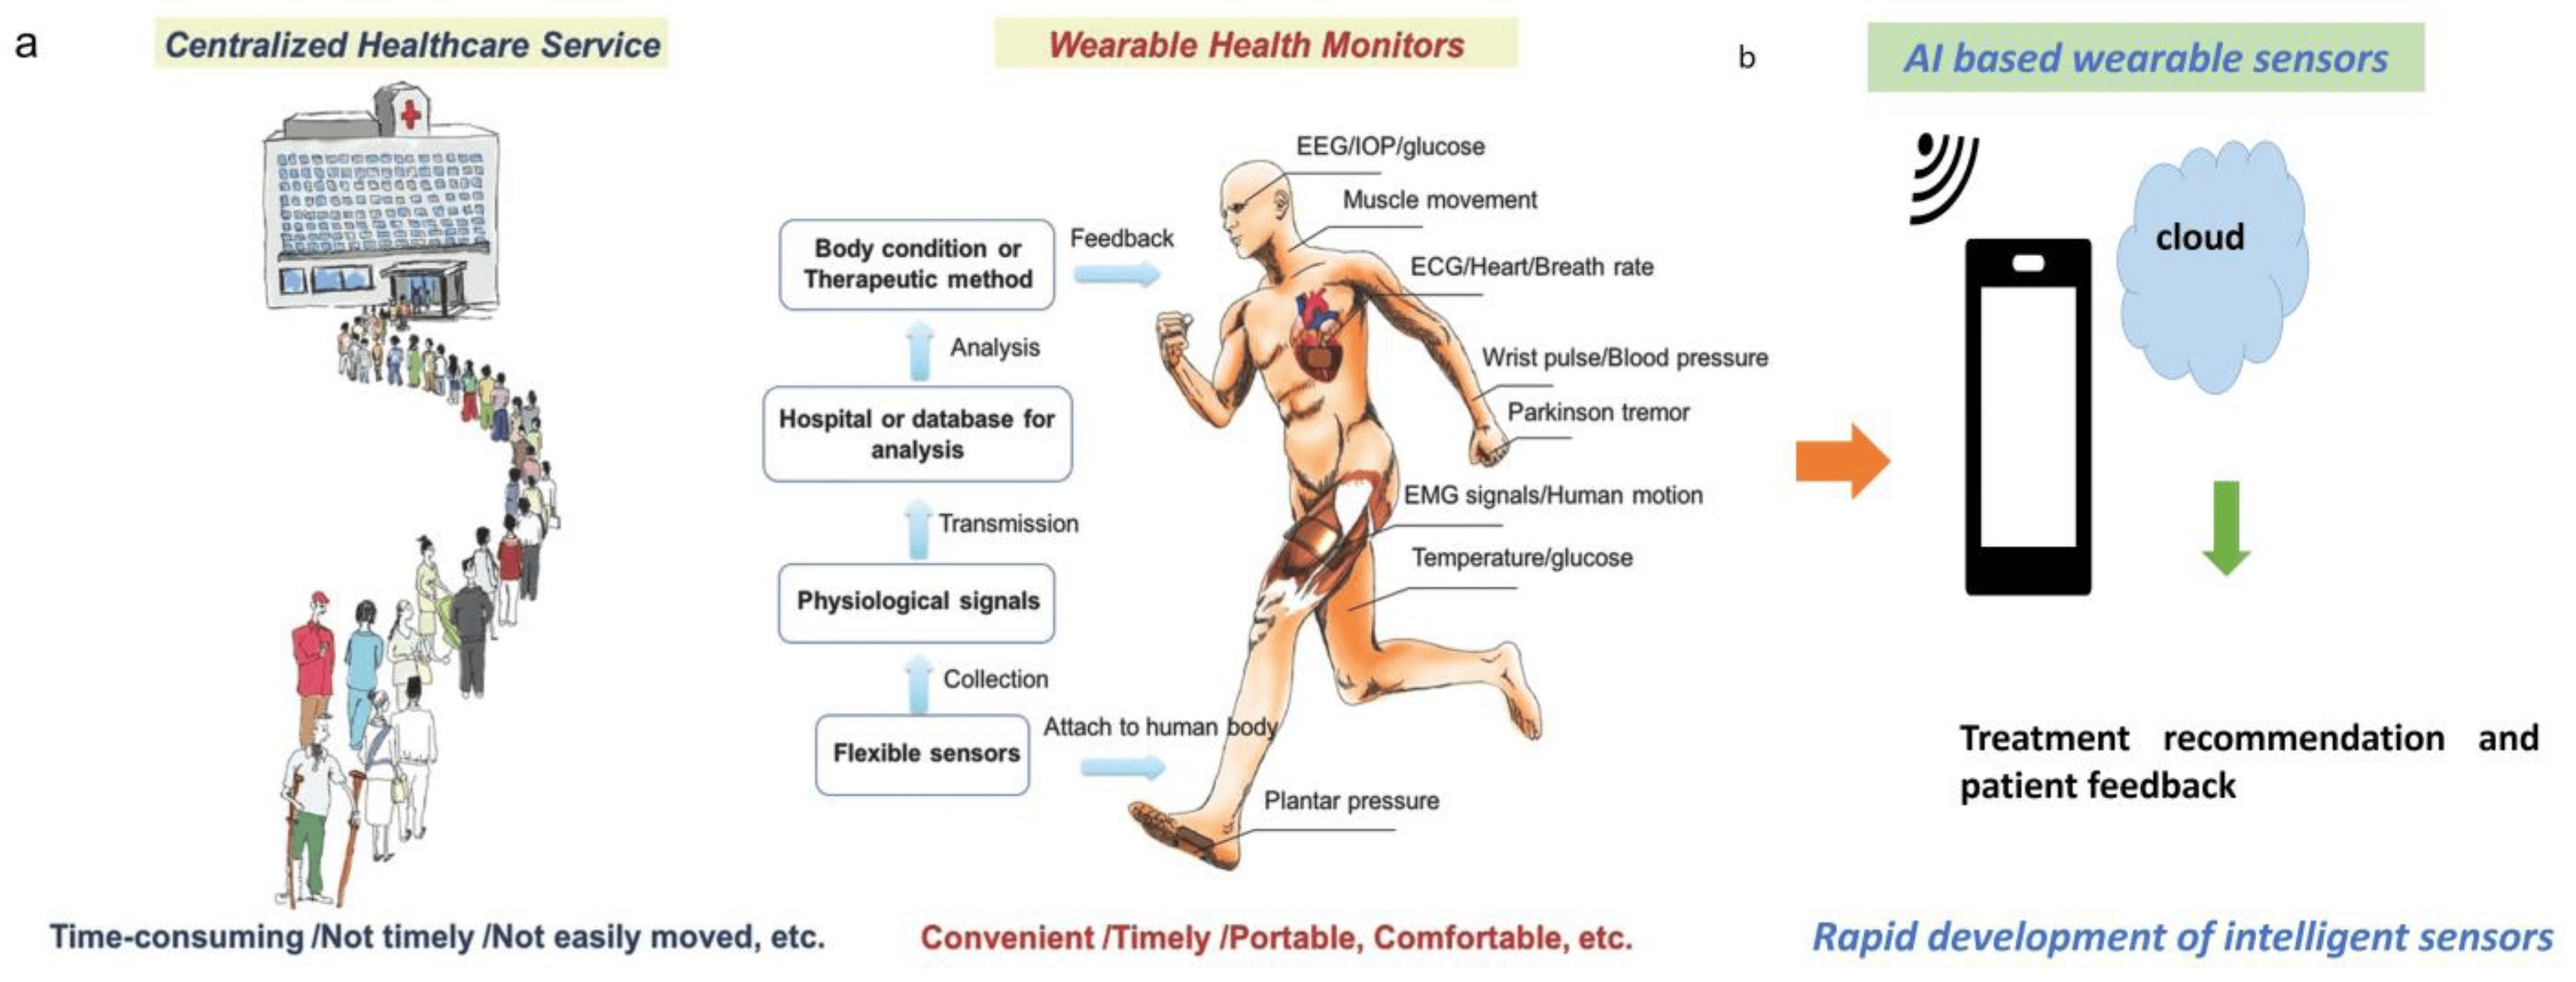 a
Centralized Healthcare Service
Time-consuming /Not timely /Not easily moved, etc.
Wearable Health Monitors
Body condition or
Therapeutic method
Feedback
Analysis
Hospital or database for
analysis
Transmission
Physiological signals
Collection
Flexible sensors
Attach to human body
EEG/IOP/glucose
Muscle movement
ECG/Heart/Breath rate
Wrist pulse/Blood pressure
Parkinson tremor
EMG signals/Human motion
Temperature/glucose
Plantar pressure
Convenient /Timely /Portable, Comfortable, etc.
b
AI based wearable sensors
cloud
Treatment recommendation and
patient feedback
Rapid development of intelligent sensors